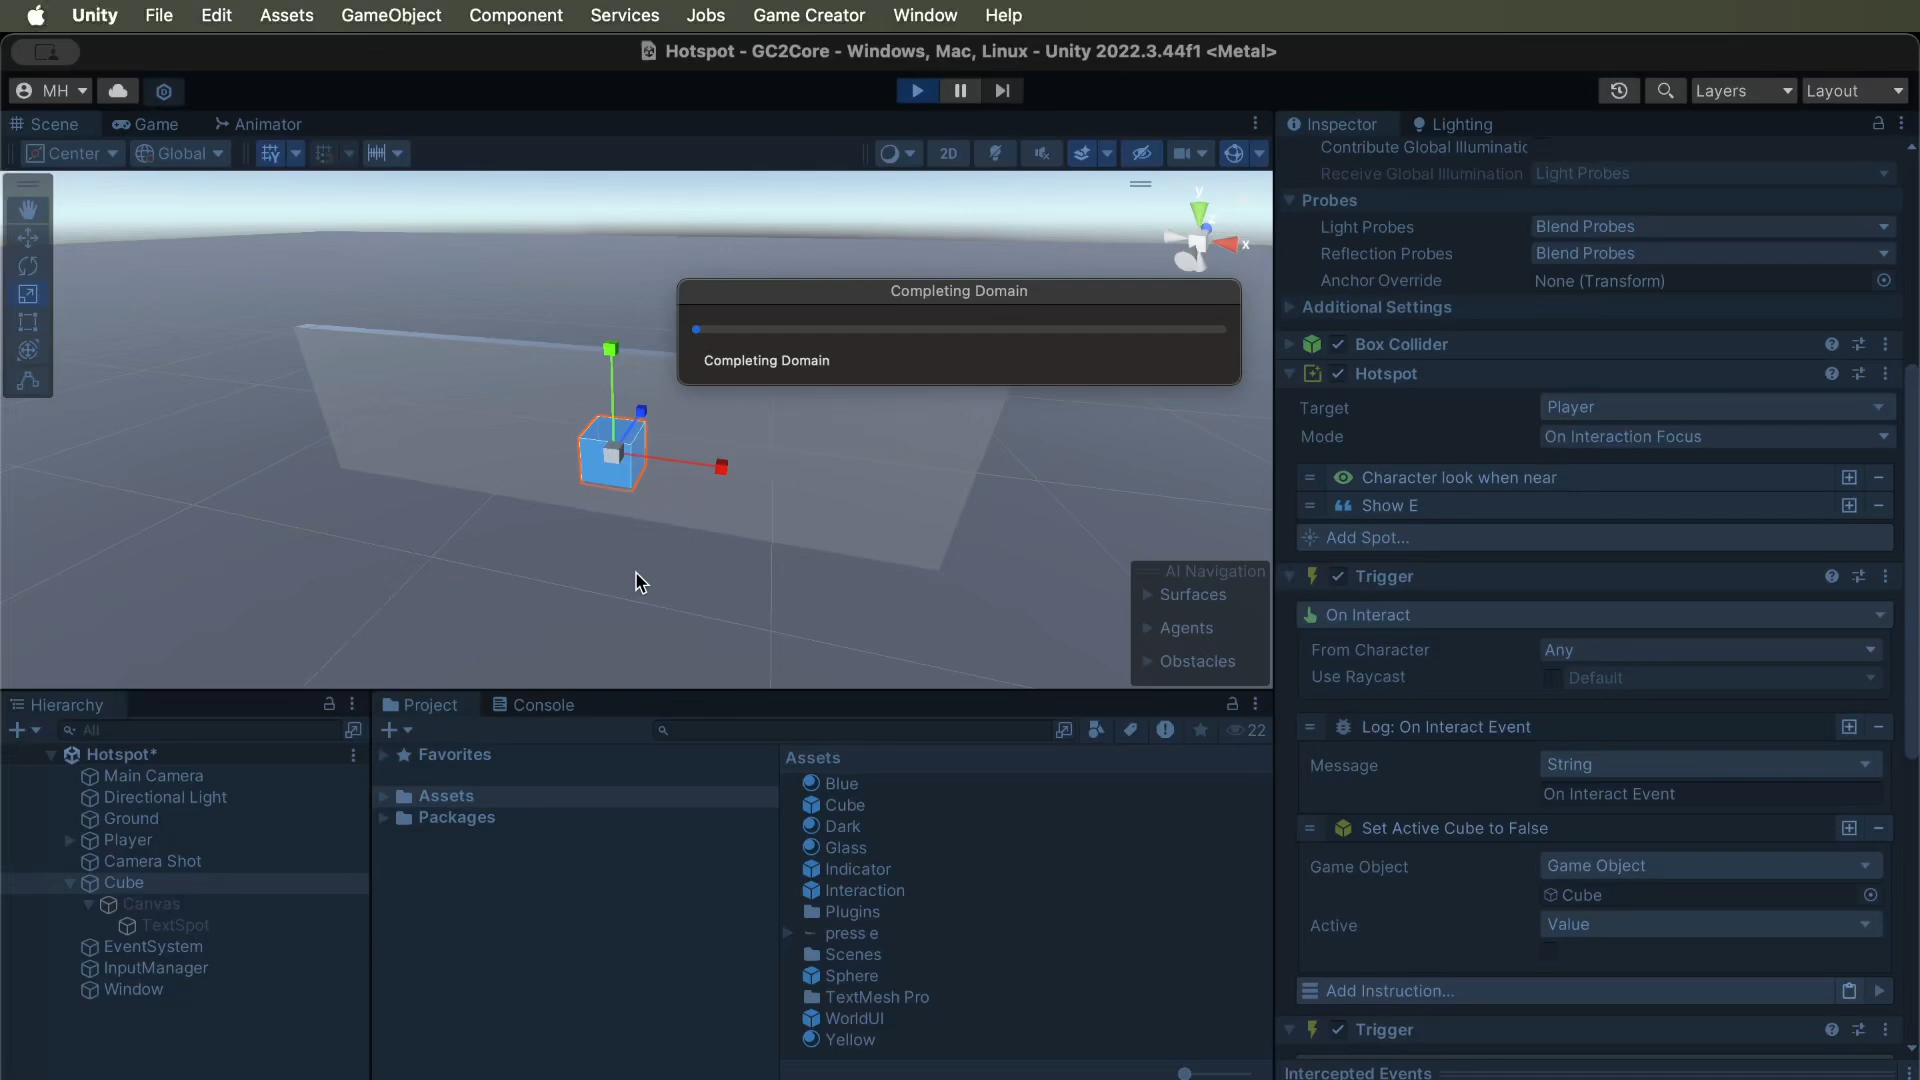 Unity File Edit Assets GameObject Component Services Jobs Game Creator Window Help
Hotspot - GC2Core - Windows, Mac, Linux - Unity 2022.3.44f1 <Metal>
MH Layers Layout
Scene Game Animator
Center Global 2D
y
x
Completing Domain
Completing Domain
AI Navigation
Surfaces
Agents
Obstacles
Inspector Lighting
Contribute Global Illuminatic
Receive Global Illumination Light Probes
Probes
Light Probes Blend Probes
Reflection Probes Blend Probes
Anchor Override None (Transform)
Additional Settings
Box Collider
Hotspot
Target Player
Mode On Interaction Focus
Character look when near
Show E
Add Spot...
Trigger
On Interact
From Character Any
Use Raycast Default
Log: On Interact Event
Message String
On Interact Event
Set Active Cube to False
Game Object Game Object
Cube
Active Value
Add Instruction...
Trigger
Intercepted Events
Hierarchy
All
Hotspot*
Main Camera
Directional Light
Ground
Player
Camera Shot
Cube
Canvas
TextSpot
EventSystem
InputManager
Window
Project Console
22
Favorites
Assets
Packages
Assets
Blue
Cube
Dark
Glass
Indicator
Interaction
Plugins
press e
Scenes
Sphere
TextMesh Pro
WorldUI
Yellow